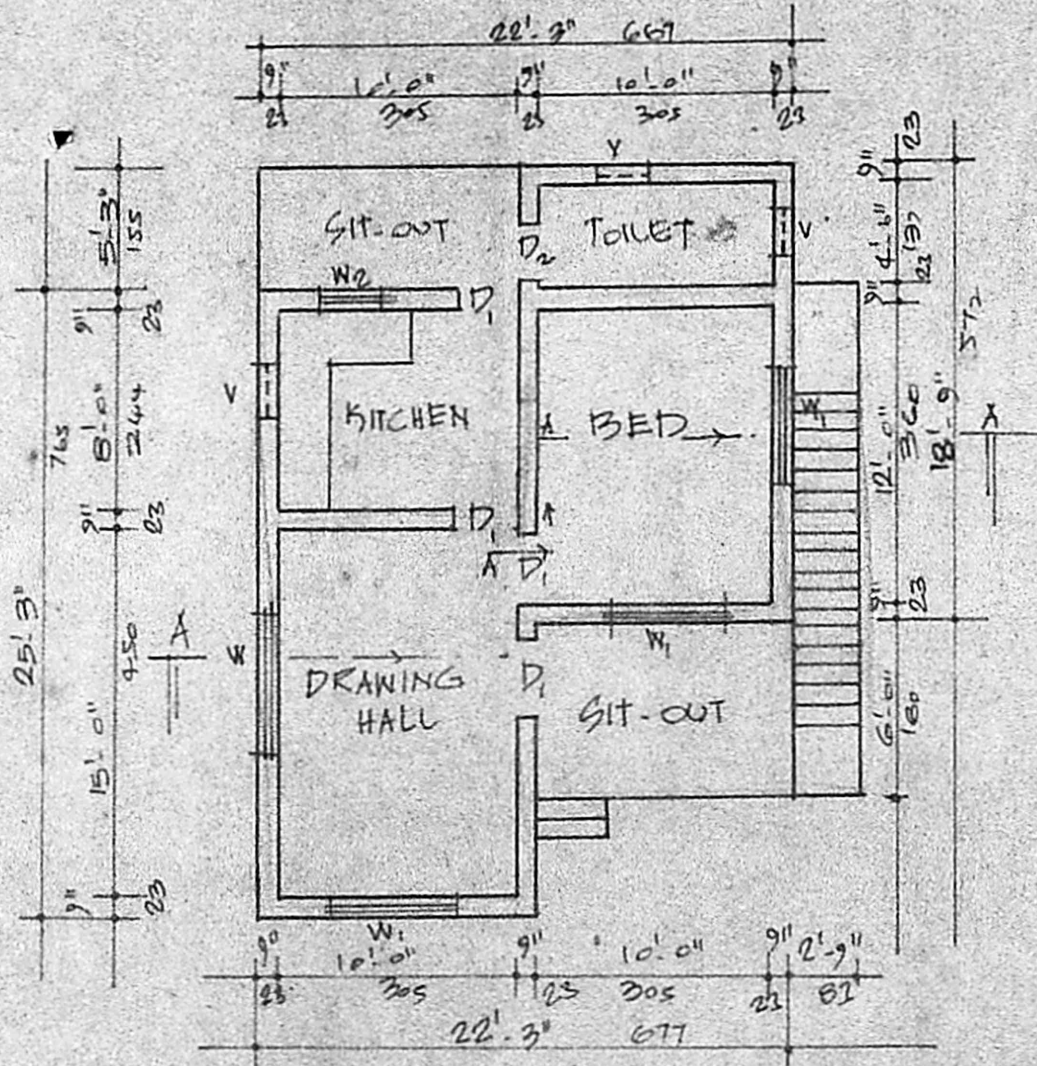 22'-3" 667
9" 10'-0" 9" 10'-0" 9"
23 305 23 305 23
V
SIT-OUT
D2
TOILET
V
W2
D1
V
KITCHEN
A
BED
W1
D1
A
A D1
A
W
DRAWING
HALL
D1
W1
SIT-OUT
W1
A
5'-3"
155
9" 23
8'-0"
244
9" 23
15'-0"
450
9" 23
765
25'-3"
9" 23
4'-6"
137
9" 23
12'-0"
360
9" 23
6'-0"
180
572
18'-9"
9" 10'-0" 9" 10'-0" 9" 2'-9"
23 305 23 305 23 83
22'-3" 677